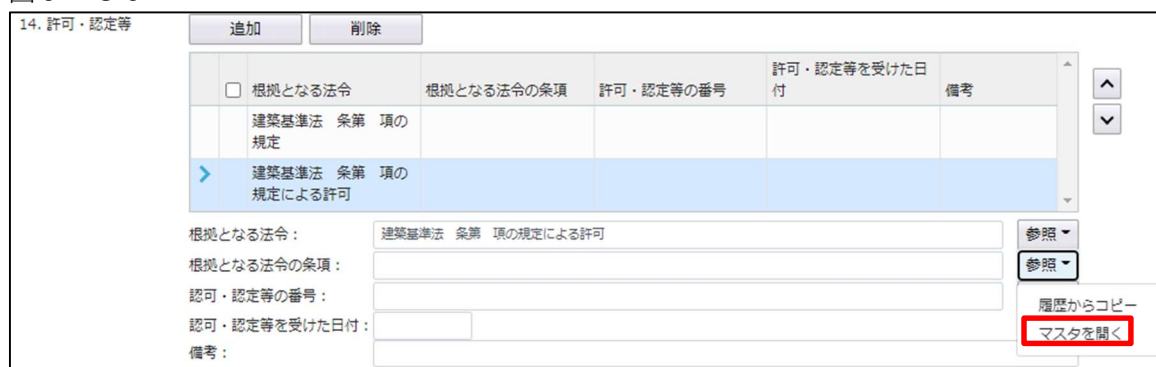 14. 許可・認定等
追加 削除
根拠となる法令 根拠となる法令の条項 許可・認定等の番号 許可・認定等を受けた日付 備考
建築基準法　条第　項の
規定
建築基準法　条第　項の
規定による許可
根拠となる法令： 建築基準法　条第　項の規定による許可 参照
根拠となる法令の条項： 参照
認可・認定等の番号：
履歴からコピー
認可・認定等を受けた日付：
マスタを開く
備考：